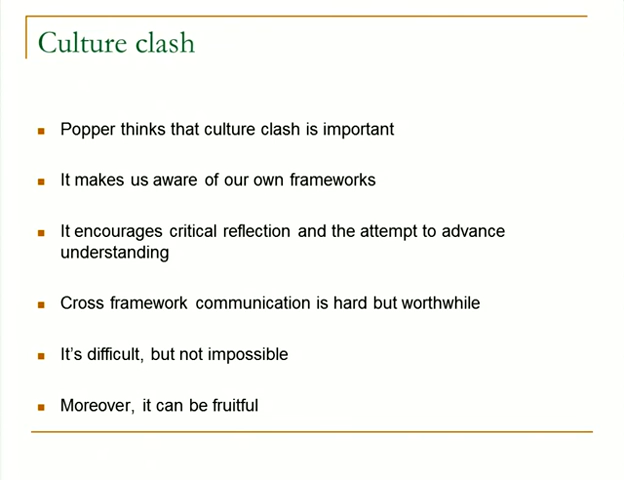 Culture clash
Popper thinks that culture clash is important
It makes us aware of our own frameworks
It encourages critical reflection and the attempt to advance
understanding
Cross framework communication is hard but worthwhile
It's difficult, but not impossible
Moreover, it can be fruitful